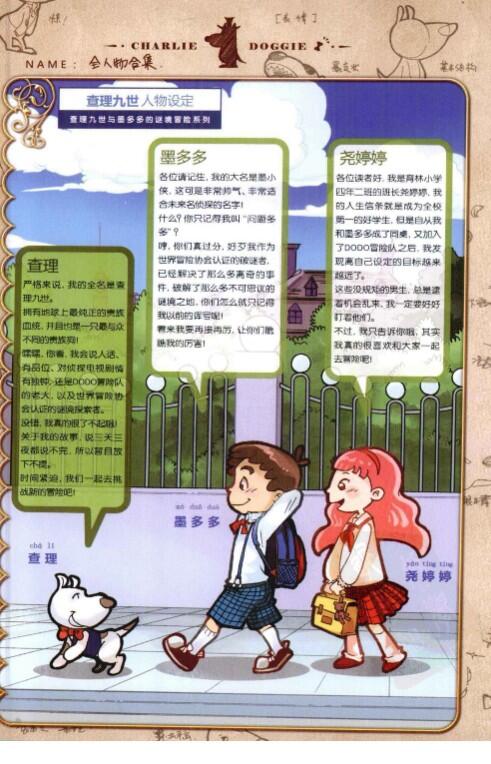 [表情]
CHARLIE DOGGIE
NAME: 全人物合集.
基本结构
查理九世人物设定
查理九世与墨多多的谜境冒险系列
墨多多
各位请记住，我的大名是墨小
侠，这可是非常帅气、非常适
合未来名侦探的名字！
什么？你只记得我叫“问题多
多”？
哼，你们真过分，好歹我作为
世界冒险协会认证的破谜者，
已经解决了那么多离奇的事
件，破解了那么多不可思议的
谜境之地，你们怎么就只记得
我以前的诨号呢！
看来我要再接再厉，让你们瞧
瞧我的厉害！
尧婷婷
各位读者好，我是育林小学
四年二班的班长尧婷婷，我
的人生信条就是成为全校
第一的好学生，但是自从我
和墨多多成了同桌，又加入
了DODO冒险队之后，我发
现离自己设定的目标越来
越远了。
这些没规矩的男生，总是逮
着机会乱来，我一定要好好
盯着他们。
不过，我只告诉你哦，其实
我真的很喜欢和大家一起
去冒险呢！
查理
严格来说，我的全名是查
理九世。
拥有地球上最纯正的贵族
血统，并且也是一只最与众
不同的贵族狗！
嘿嘿，你看，我会说人话、
有品位、对侦探电视剧情
有独钟，还是DODO冒险队
的老大，以及世界冒险协
会认证的谜境探索者。
没错，我真的很了不起啦！
关于我的故事，说三天三
夜都说不完，所以暂且放
下不提。
时间紧迫，我们一起去挑
战新的冒险吧！
mò duō duō
墨多多
chá lǐ
查理
yáo tíng tíng
尧婷婷